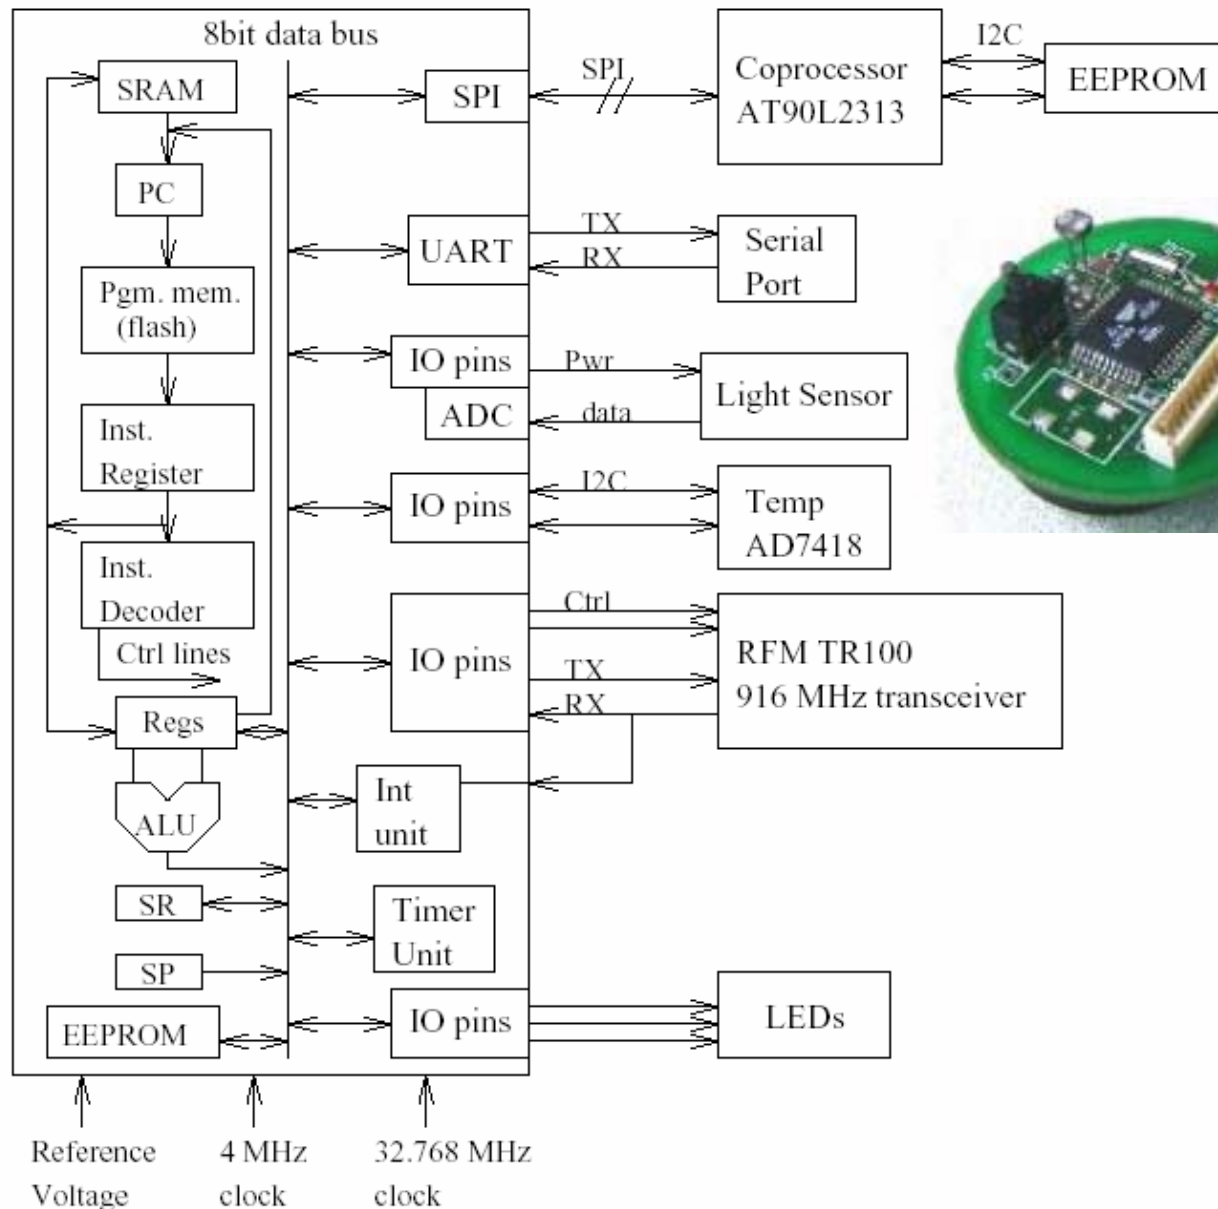 8bit data bus
SRAM
PC
Pgm. mem.
(flash)
Inst.
Register
Inst.
Decoder
Ctrl lines
Regs
ALU
SR
SP
EEPROM
SPI
UART
IO pins
ADC
IO pins
IO pins
Int
unit
Timer
Unit
IO pins
SPI
TX
RX
Pwr
data
I2C
Ctrl
TX
RX
Coprocessor
AT90L2313
I2C
EEPROM
Serial
Port
Light Sensor
Temp
AD7418
RFM TR100
916 MHz transceiver
LEDs
Reference
Voltage
4 MHz
clock
32.768 MHz
clock